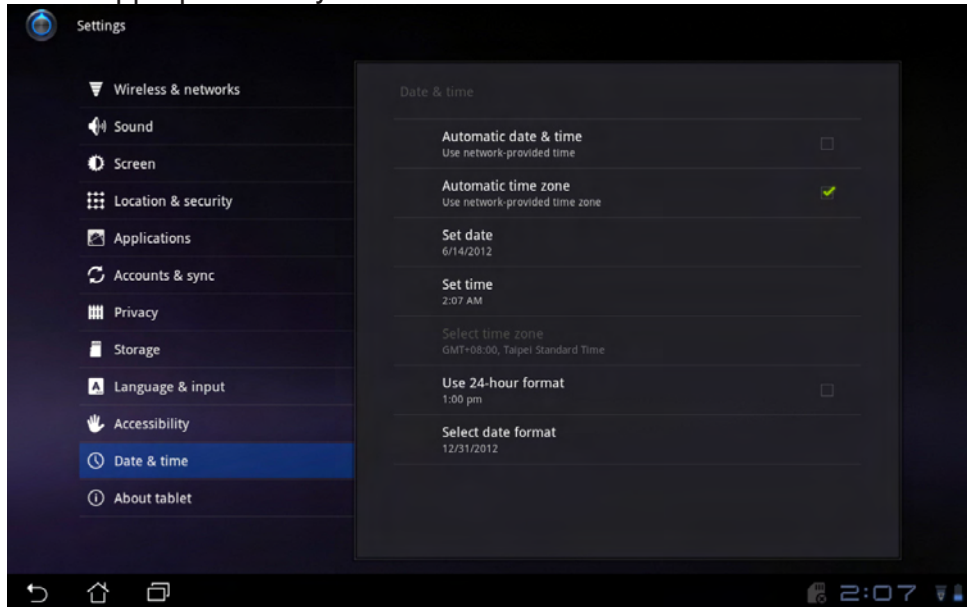 Settings
Wireless & networks
Sound
Screen
Location & security
Applications
Accounts & sync
Privacy
Storage
Language & input
Accessibility
Date & time
About tablet
Date & time
Automatic date & time
Use network-provided time
Automatic time zone
Use network-provided time zone
Set date
6/14/2012
Set time
2:07 AM
Select time zone
GMT+08:00, Taipei Standard Time
Use 24-hour format
1:00 pm
Select date format
12/31/2012
2:07